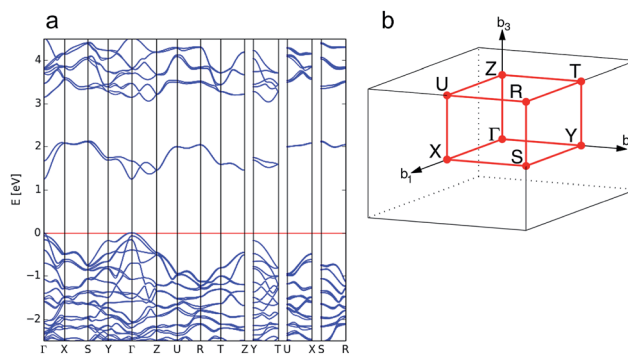 a
E [eV]
4
3
2
1
0
−1
−2
Γ X S Y Γ Z U R T Z Y T U X S R
b
b3
Z
T
U
R
Γ
Y
b
X
S
b1